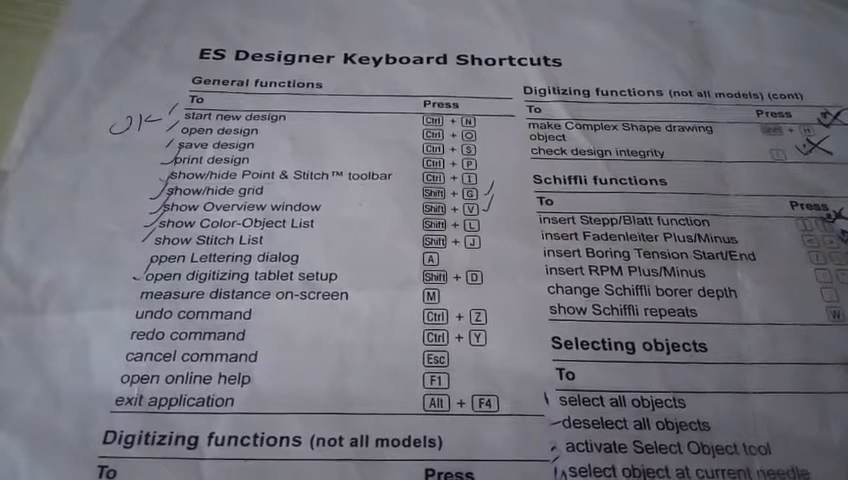 ES Designer Keyboard Shortcuts
General functions
To Press
start new design Ctrl + N
open design Ctrl + O
save design Ctrl + S
print design Ctrl + P
show/hide Point & Stitch™ toolbar Ctrl + I
show/hide grid Shift + G
show Overview window Shift + V
show Color-Object List Shift + L
show Stitch List Shift + J
open Lettering dialog A
open digitizing tablet setup Shift + D
measure distance on-screen M
undo command Ctrl + Z
redo command Ctrl + Y
cancel command Esc
open online help F1
exit application Alt + F4
Digitizing functions (not all models)
To Press
Digitizing functions (not all models) (cont)
To Press
make Complex Shape drawing
object
check design integrity
Schiffli functions
To Press
insert Stepp/Blatt function
insert Fadenleiter Plus/Minus
insert Boring Tension Start/End
insert RPM Plus/Minus
change Schiffli borer depth
show Schiffli repeats W
Selecting objects
To
select all objects
deselect all objects
activate Select Object tool
select object at current needle